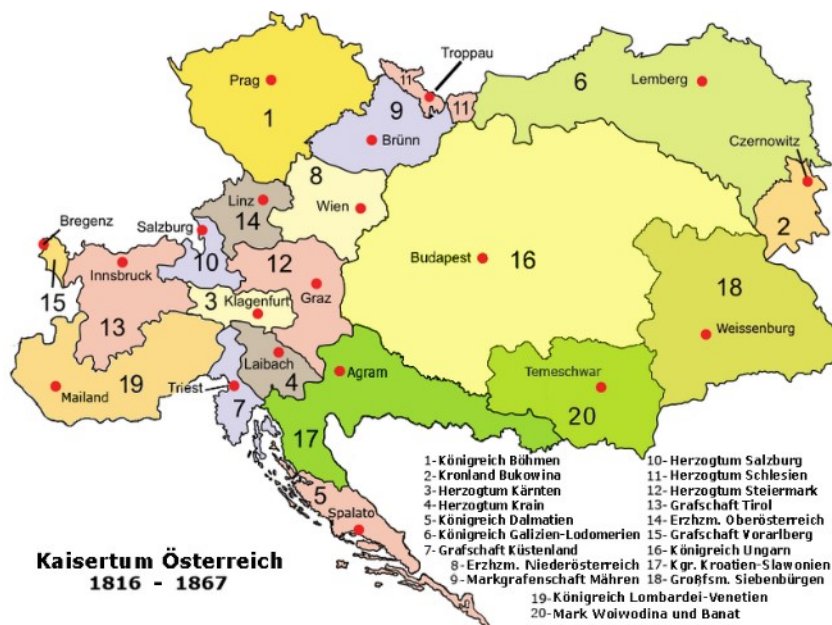 Troppau
11
6
Lemberg
Prag
9
11
1
Brünn
Czernowitz
8
Linz
Wien
14
Bregenz
Salzburg
2
10
12
Budapest
16
Innsbruck
15
3
Klagenfurt
Graz
18
13
Weissenburg
Laibach
Agram
Temeschwar
19
4
Mailand
Triest
7
20
17
5
Spalato
Kaisertum Österreich
1816 - 1867
1- Königreich Böhmen
2- Kronland Bukowina
3- Herzogtum Kärnten
4- Herzogtum Krain
5- Königreich Dalmatien
6- Königreich Galizien-Lodomerien
7- Grafschaft Küstenland
8- Erzhzm. Niederösterreich
9- Markgrafenschaft Mähren
10- Herzogtum Salzburg
11- Herzogtum Schlesien
12- Herzogtum Steiermark
13- Grafschaft Tirol
14- Erzhzm. Oberösterreich
15- Grafschaft Vorarlberg
16- Königreich Ungarn
17- Kgr. Kroatien-Slawonien
18- Großfsm. Siebenbürgen
19- Königreich Lombardei-Venetien
20- Mark Woiwodina und Banat